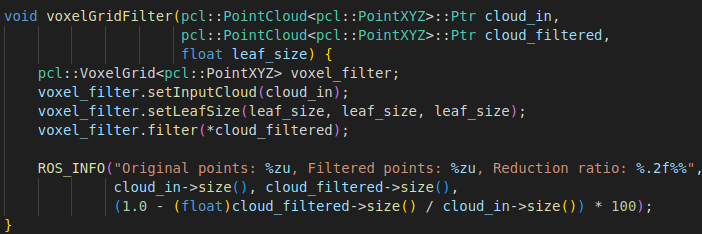 void voxelGridFilter(pcl::PointCloud<pcl::PointXYZ>::Ptr cloud_in,
                     pcl::PointCloud<pcl::PointXYZ>::Ptr cloud_filtered,
                     float leaf_size) {
    pcl::VoxelGrid<pcl::PointXYZ> voxel_filter;
    voxel_filter.setInputCloud(cloud_in);
    voxel_filter.setLeafSize(leaf_size, leaf_size, leaf_size);
    voxel_filter.filter(*cloud_filtered);

    ROS_INFO("Original points: %zu, Filtered points: %zu, Reduction ratio: %.2f%%",
             cloud_in->size(), cloud_filtered->size(),
             (1.0 - (float)cloud_filtered->size() / cloud_in->size()) * 100);
}